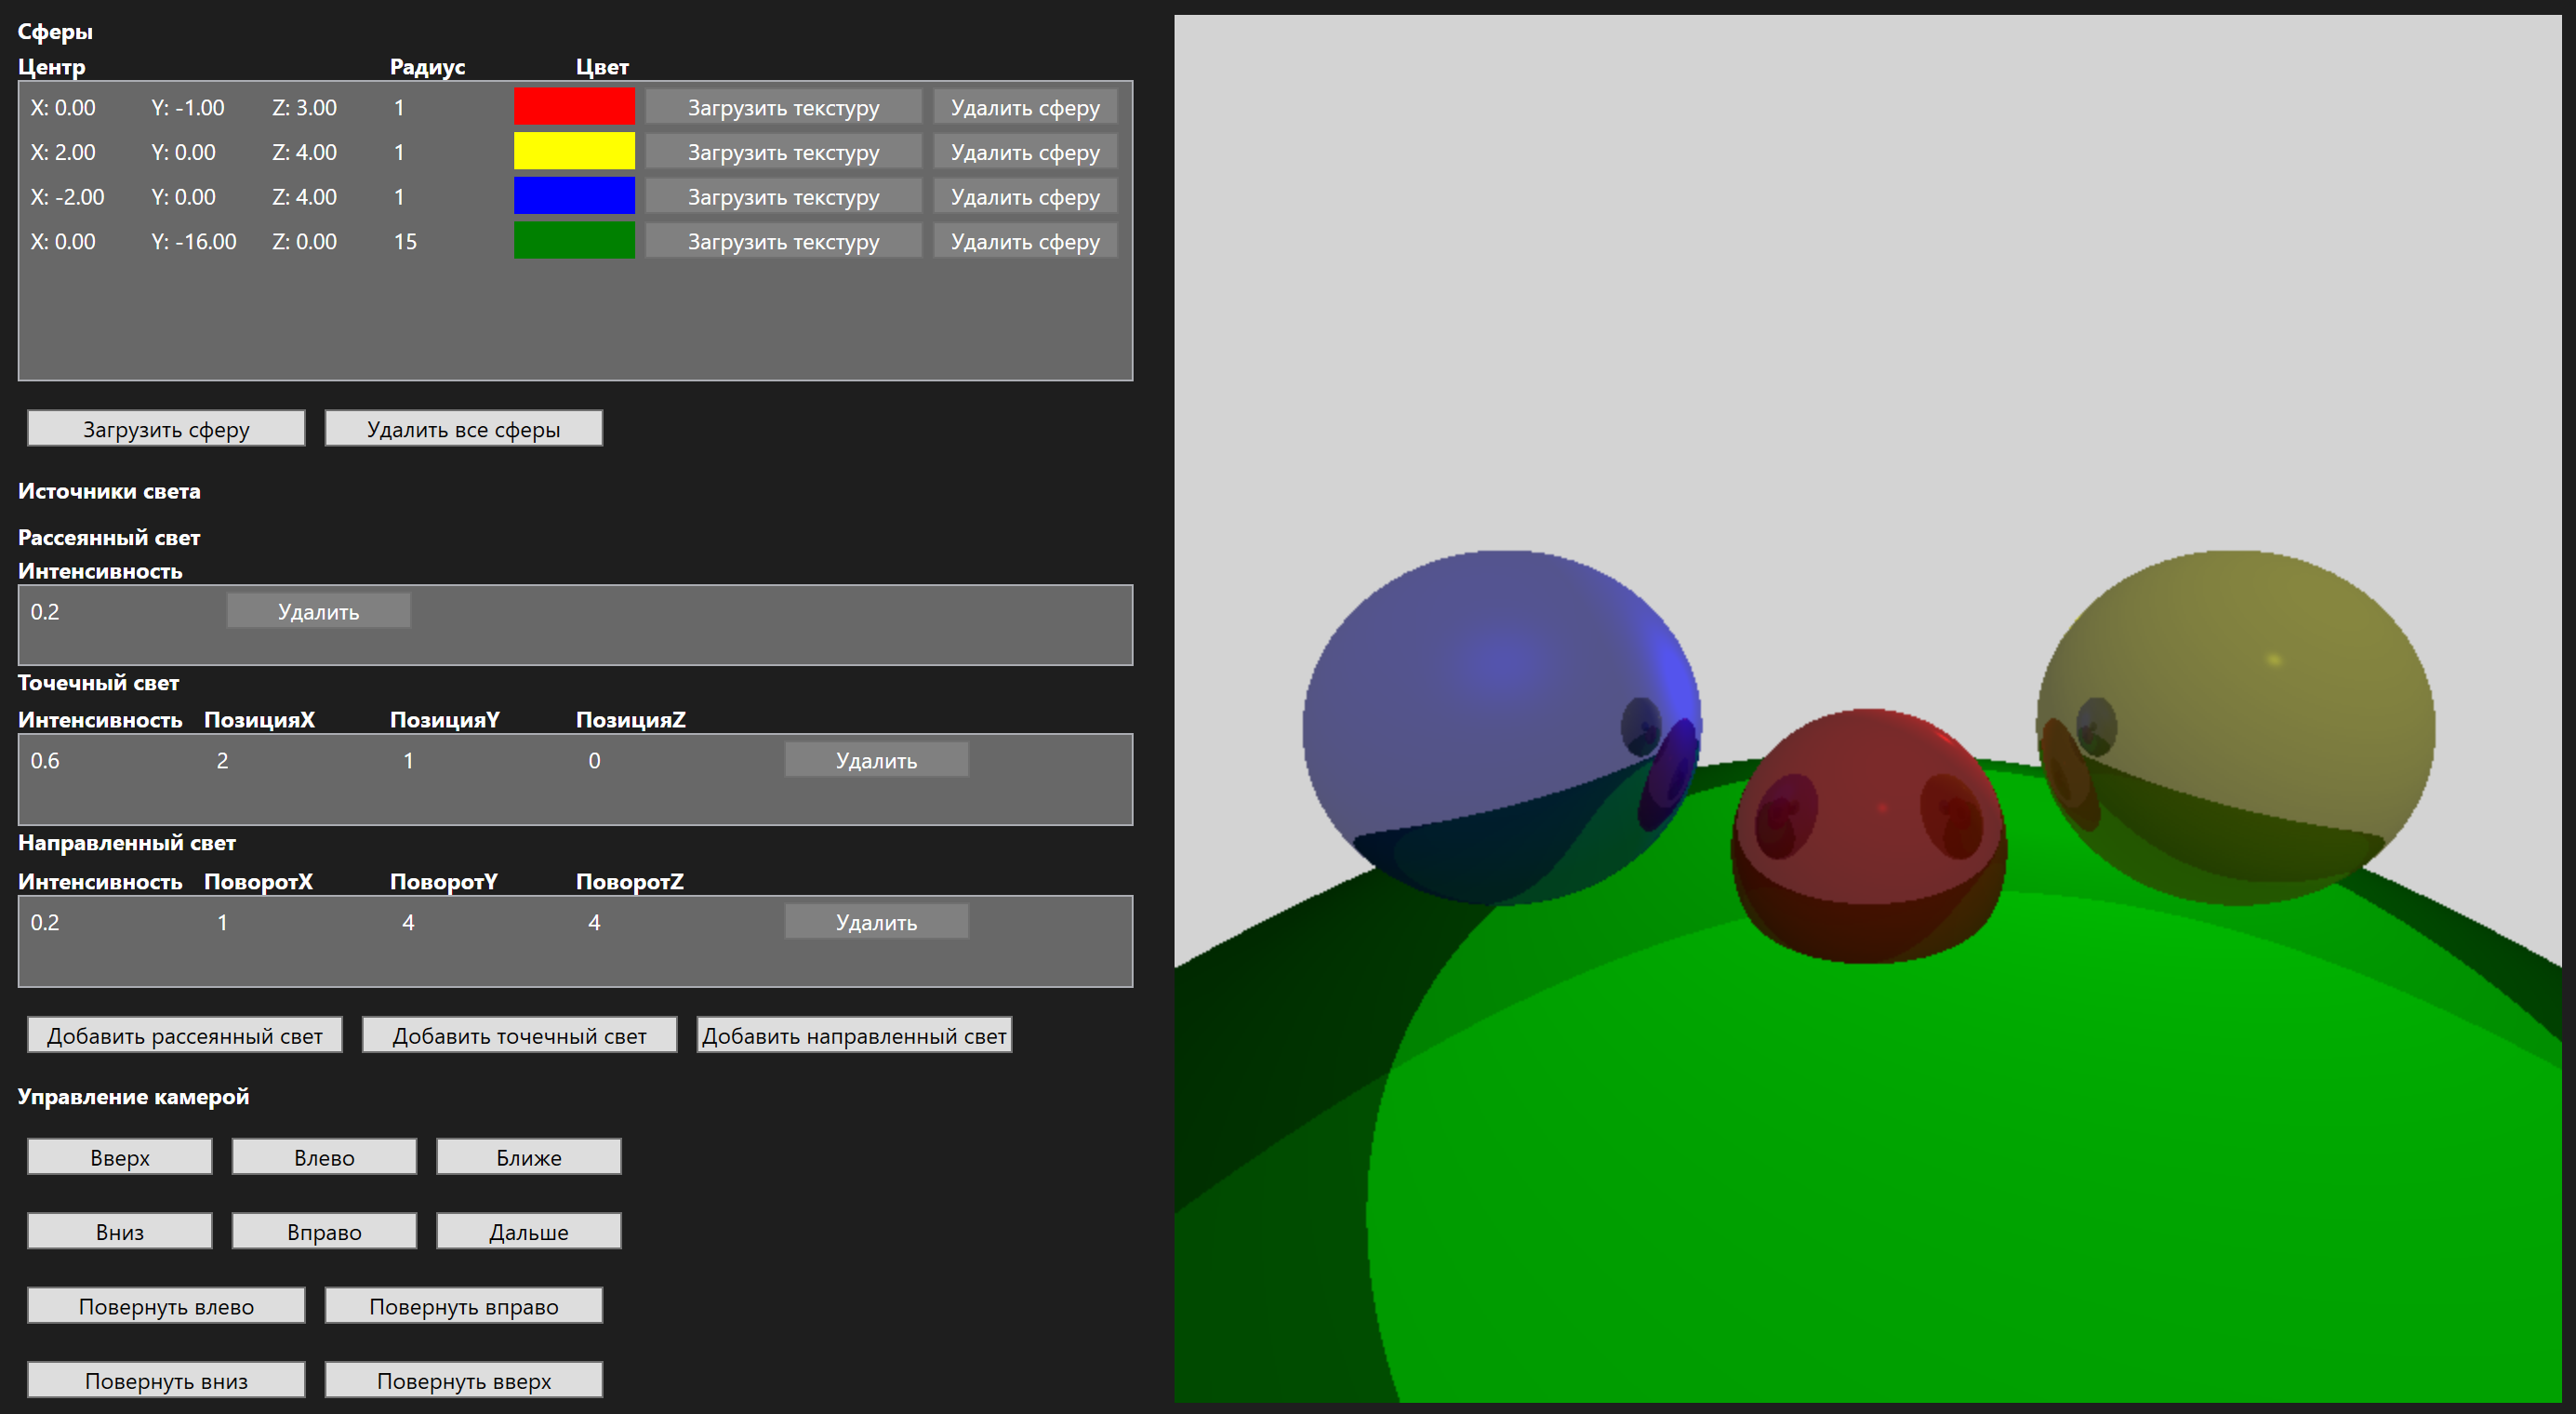 Сферы
Центр Радиус Цвет
X: 0.00 Y: -1.00 Z: 3.00 1 Загрузить текстуру Удалить сферу
X: 2.00 Y: 0.00 Z: 4.00 1 Загрузить текстуру Удалить сферу
X: -2.00 Y: 0.00 Z: 4.00 1 Загрузить текстуру Удалить сферу
X: 0.00 Y: -16.00 Z: 0.00 15 Загрузить текстуру Удалить сферу
Загрузить сферу Удалить все сферы
Источники света
Рассеянный свет
Интенсивность
0.2 Удалить
Точечный свет
Интенсивность ПозицияX ПозицияY ПозицияZ
0.6 2 1 0 Удалить
Направленный свет
Интенсивность ПоворотX ПоворотY ПоворотZ
0.2 1 4 4 Удалить
Добавить рассеянный свет Добавить точечный свет Добавить направленный свет
Управление камерой
Вверх Влево Ближе
Вниз Вправо Дальше
Повернуть влево Повернуть вправо
Повернуть вниз Повернуть вверх